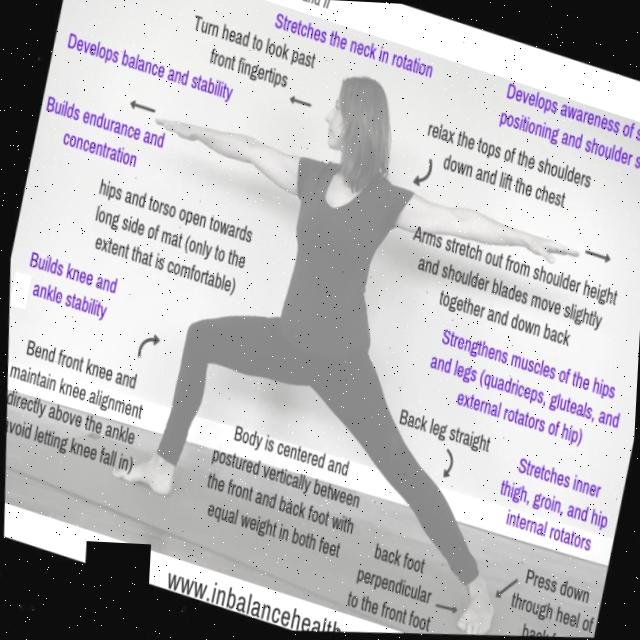 Stretches the neck in rotation
Turn head to look past
front fingertips
Develops balance and stability
Develops awareness of
positioning and shoulder
Builds endurance and
concentration
relax the tops of the shoulders
down and lift the chest
hips and torso open towards
long side of mat (only to the
extent that is comfortable)
Arms stretch out from shoulder height
and shoulder blades move slightly
together and down back
Builds knee and
ankle stability
Strengthens muscles of the hips
and legs (quadriceps, gluteals, and
external rotators of hip)
Bend front knee and
maintain knee alignment
directly above the ankle
avoid letting knee fall in)
Back leg straight
Body is centered and
postured vertically between
the front and back foot with
equal weight in both feet
Stretches inner
thigh, groin, and hip
internal rotators
back foot
perpendicular
to the front foot
Press down
through heel of
www.inbalancehealth